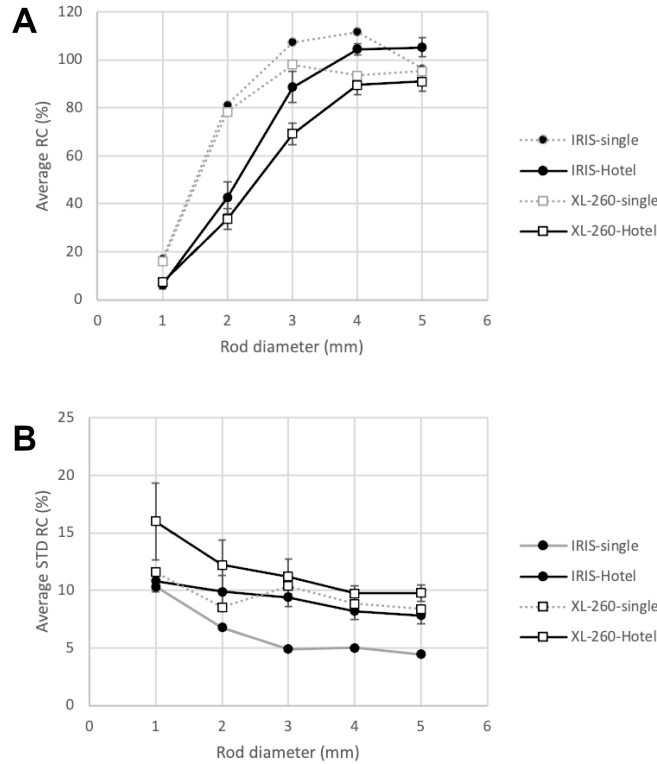 A
Average RC (%)
120
100
80
60
40
20
0
0 1 2 3 4 5 6
Rod diameter (mm)
IRIS-single
IRIS-Hotel
XL-260-single
XL-260-Hotel
B
Average STD RC (%)
25
20
15
10
5
0
0 1 2 3 4 5 6
Rod diameter (mm)
IRIS-single
IRIS-Hotel
XL-260-single
XL-260-Hotel